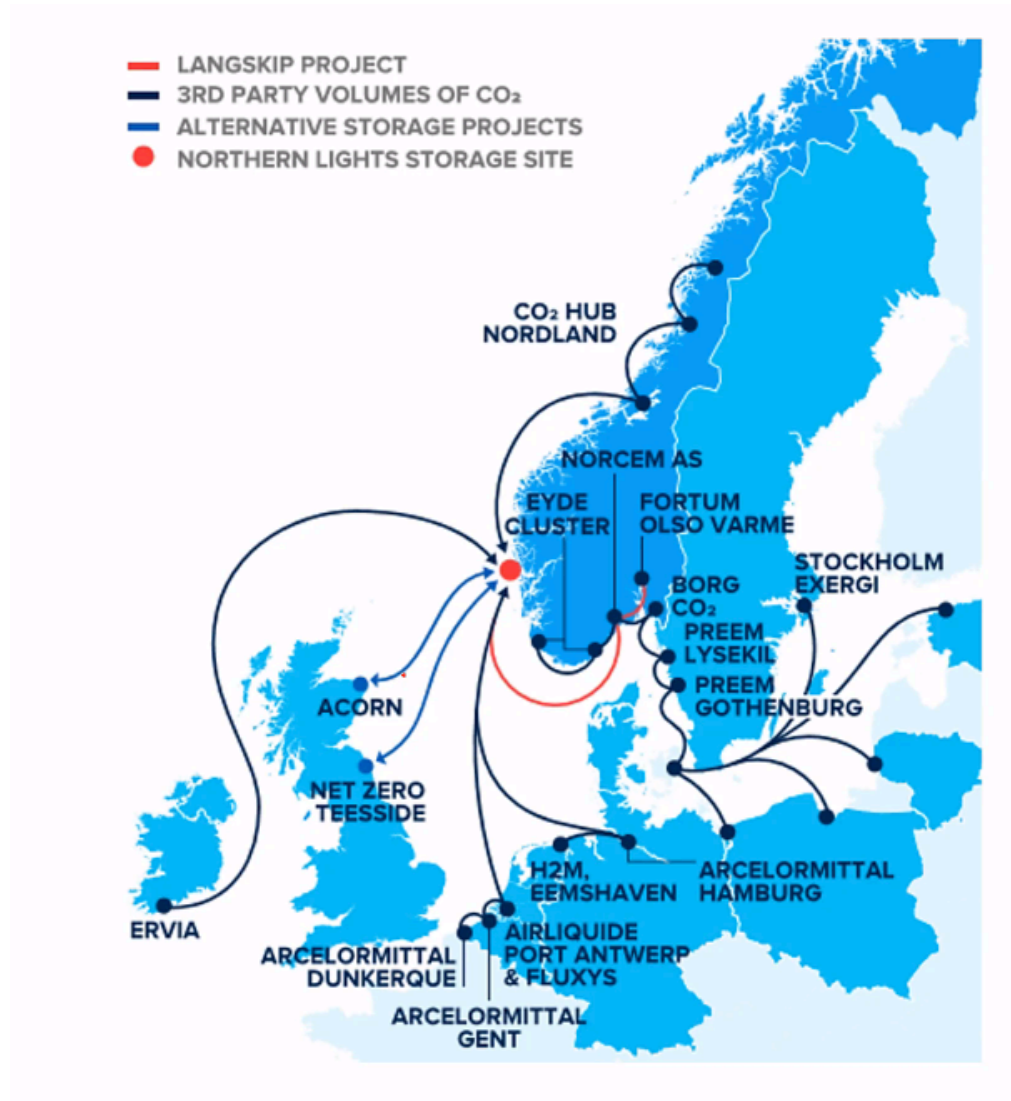 LANGSKIP PROJECT
3RD PARTY VOLUMES OF CO₂
ALTERNATIVE STORAGE PROJECTS
NORTHERN LIGHTS STORAGE SITE
CO₂ HUB
NORDLAND
NORCEM AS
EYDE
CLUSTER
FORTUM
OLSO VARME
STOCKHOLM
EXERGI
BORG
CO₂
PREEM
LYSEKIL
PREEM
GOTHENBURG
ACORN
NET ZERO
TEESSIDE
H2M,
EEMSHAVEN
ARCELORMITTAL
HAMBURG
ERVIA
AIRLIQUIDE
PORT ANTWERP
& FLUXYS
ARCELORMITTAL
DUNKERQUE
ARCELORMITTAL
GENT